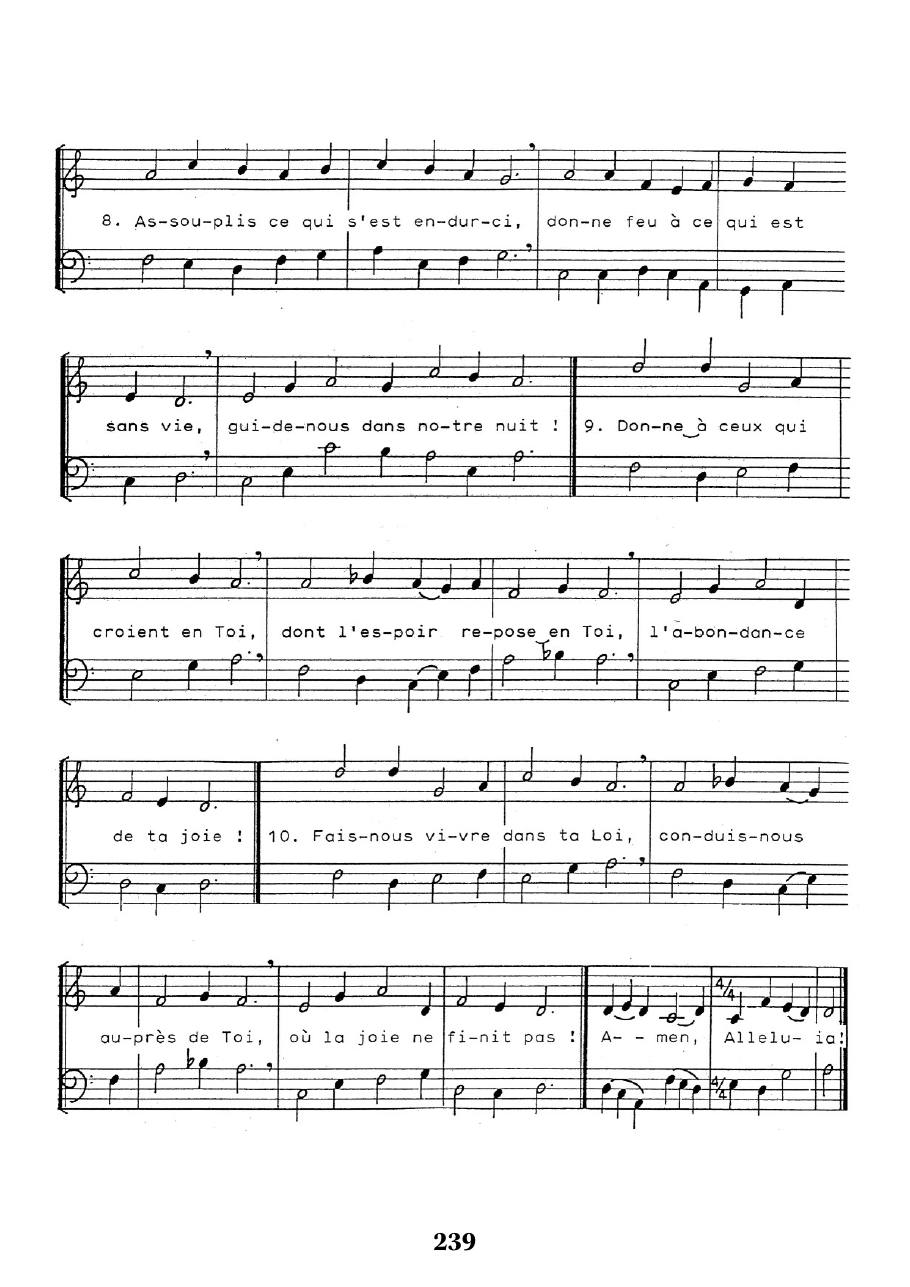 8. As-sou-plis ce qui s'est en-dur-ci, don-ne feu à ce qui est
sans vie, gui-de-nous dans no-tre nuit ! 9. Don-ne à ceux qui
croient en Toi, dont l'es-poir re-pose en Toi, l'a-bon-dan-ce
de ta joie ! 10. Fais-nous vi-vre dans ta Loi, con-duis-nous
4/4
au-près de Toi, où la joie ne fi-nit pas ! A- - men, Allelu- ia!
4/4
239